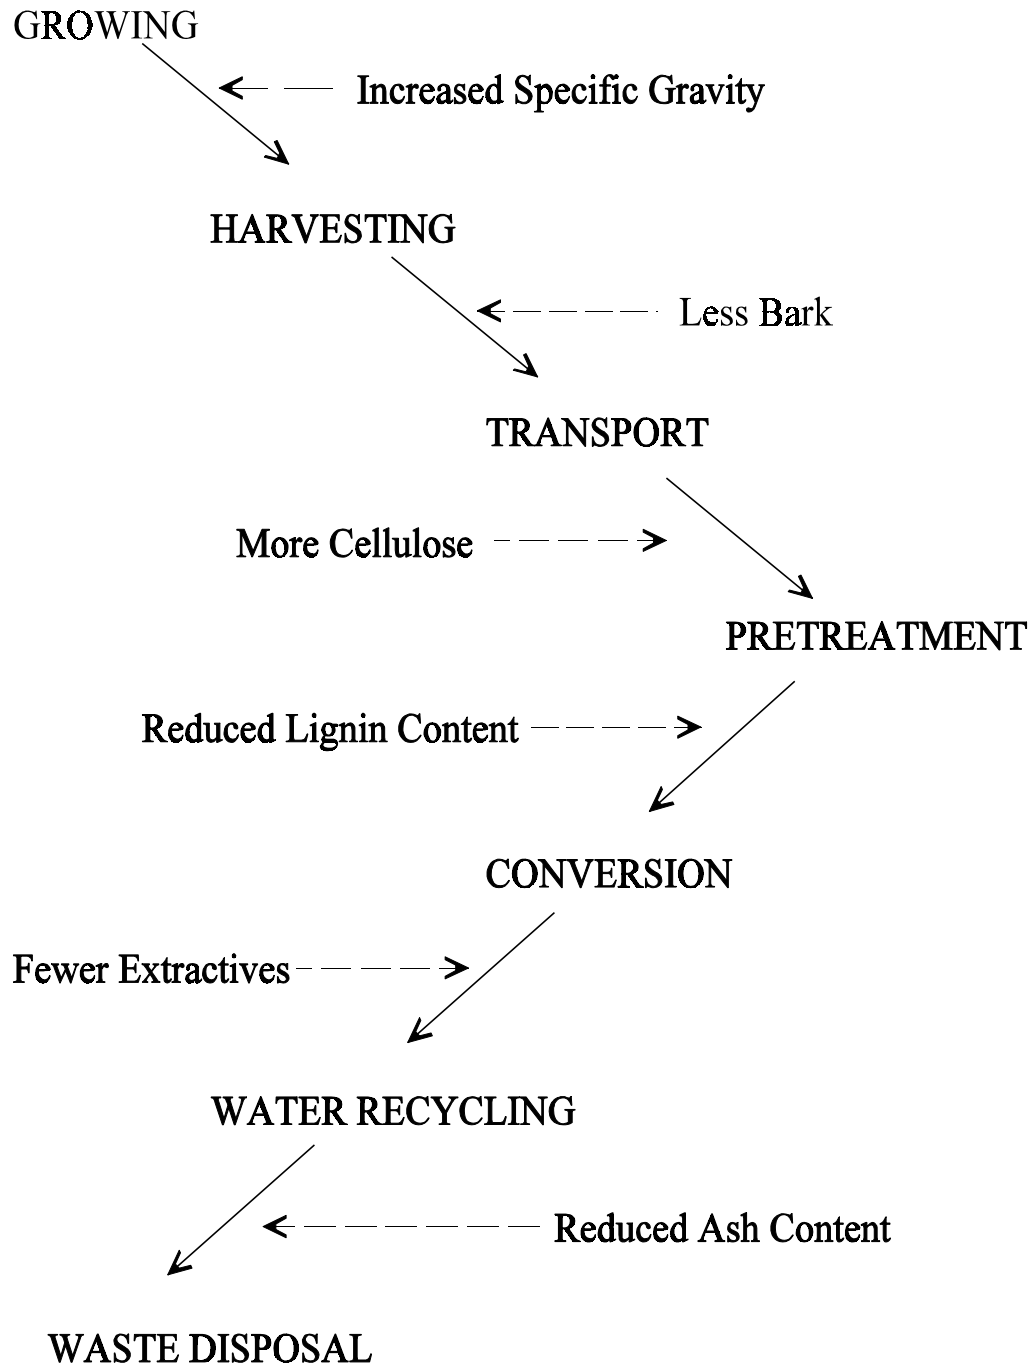 GROWING
Increased Specific Gravity
HARVESTING
Less Bark
TRANSPORT
More Cellulose
PRETREATMENT
Reduced Lignin Content
CONVERSION
Fewer Extractives
WATER RECYCLING
Reduced Ash Content
WASTE DISPOSAL